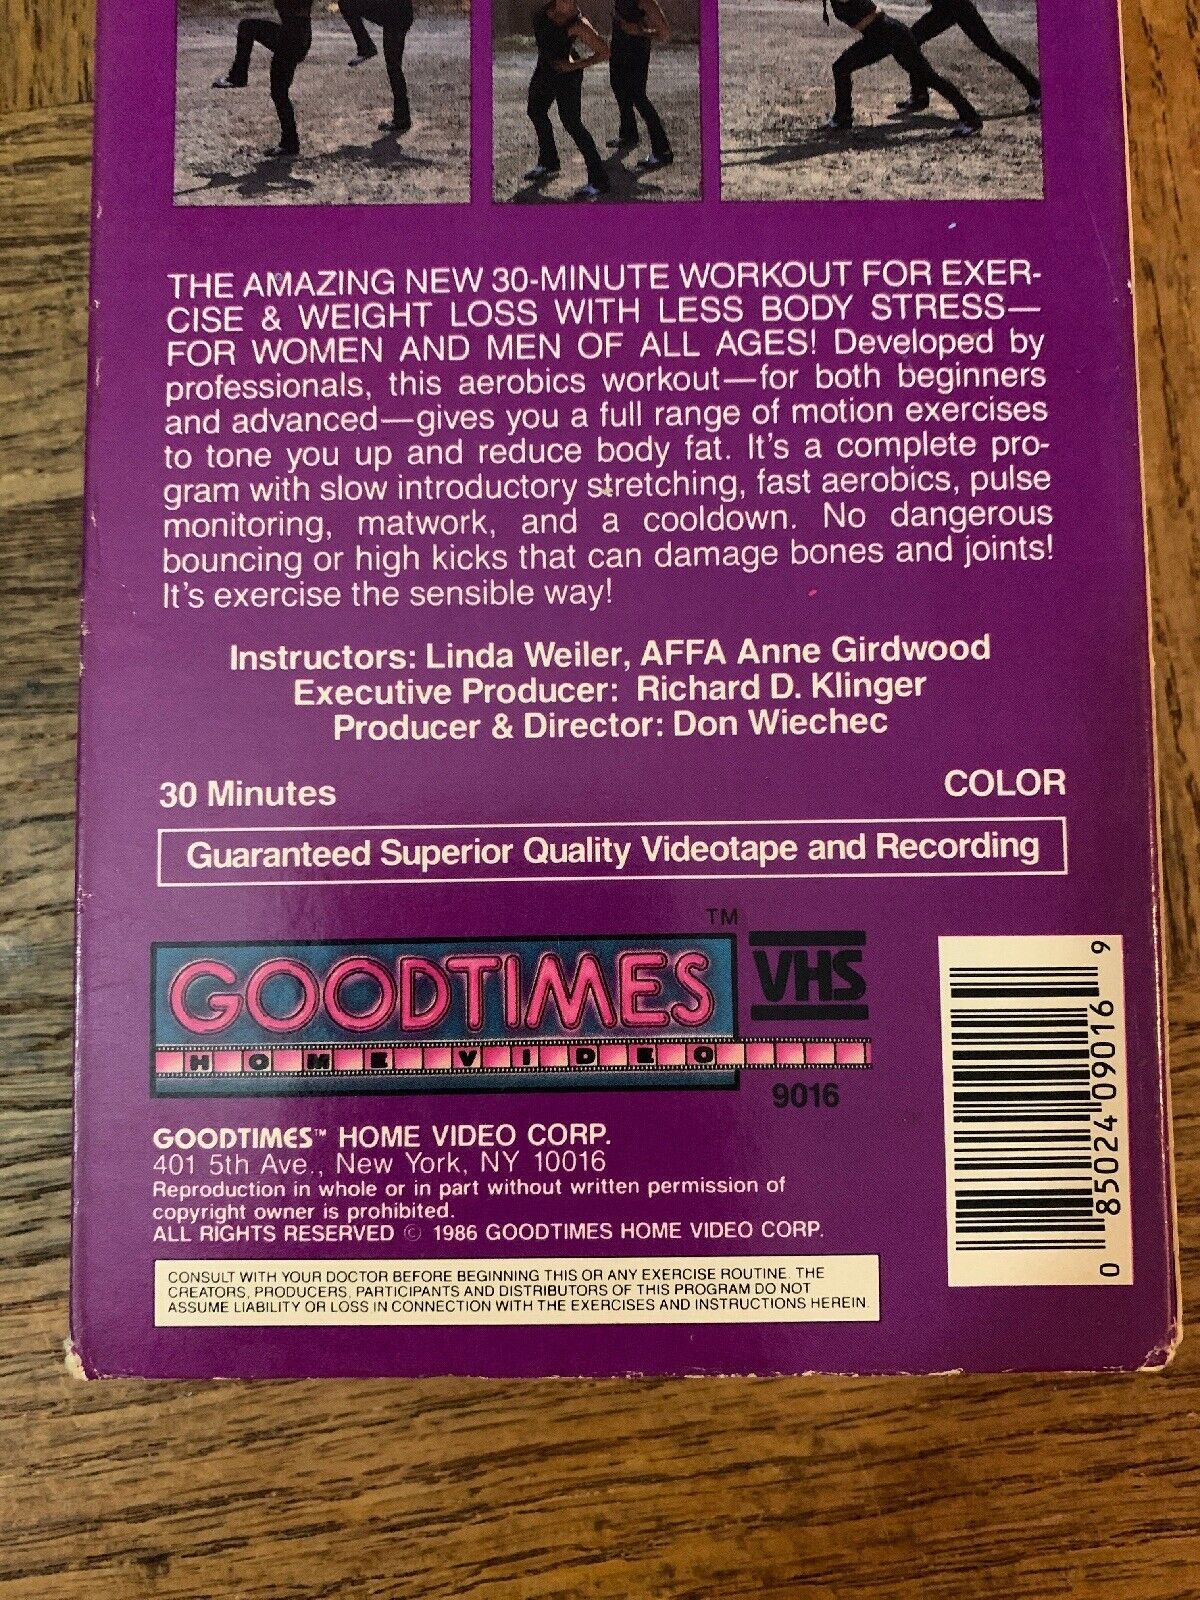 THE AMAZING NEW 30-MINUTE WORKOUT FOR EXER-
CISE & WEIGHT LOSS WITH LESS BODY STRESS—
FOR WOMEN AND MEN OF ALL AGES! Developed by
professionals, this aerobics workout—for both beginners
and advanced—gives you a full range of motion exercises
to tone you up and reduce body fat. It's a complete pro-
gram with slow introductory stretching, fast aerobics, pulse
monitoring, matwork, and a cooldown. No dangerous
bouncing or high kicks that can damage bones and joints!
It's exercise the sensible way!
Instructors: Linda Weiler, AFFA Anne Girdwood
Executive Producer: Richard D. Klinger
Producer & Director: Don Wiechec
30 Minutes
COLOR
Guaranteed Superior Quality Videotape and Recording
GOODTIMES TM
HOME VIDEO
VHS
9016
0 85024 09016 9
GOODTIMES™ HOME VIDEO CORP.
401 5th Ave., New York, NY 10016
Reproduction in whole or in part without written permission of
copyright owner is prohibited.
ALL RIGHTS RESERVED © 1986 GOODTIMES HOME VIDEO CORP.
CONSULT WITH YOUR DOCTOR BEFORE BEGINNING THIS OR ANY EXERCISE ROUTINE. THE
CREATORS, PRODUCERS, PARTICIPANTS AND DISTRIBUTORS OF THIS PROGRAM DO NOT
ASSUME LIABILITY OR LOSS IN CONNECTION WITH THE EXERCISES AND INSTRUCTIONS HEREIN.